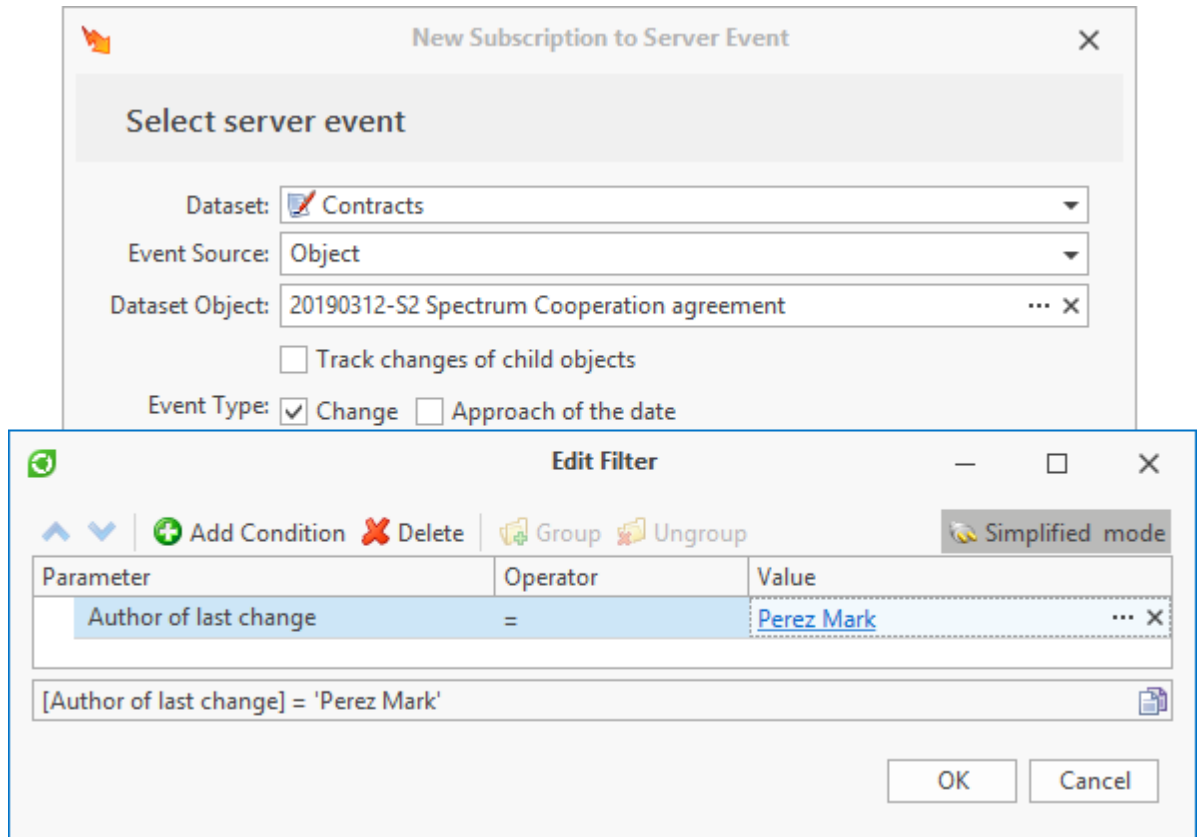 New Subscription to Server Event
Select server event
Dataset: Contracts
Event Source: Object
Dataset Object: 20190312-S2 Spectrum Cooperation agreement
Track changes of child objects
Event Type: Change Approach of the date
Edit Filter
Add Condition Delete Group Ungroup Simplified mode
Parameter Operator Value
Author of last change = Perez Mark
[Author of last change] = 'Perez Mark'
OK Cancel